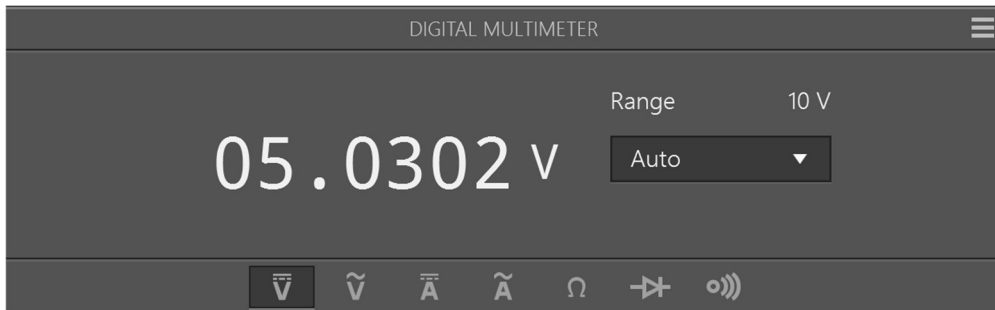 DIGITAL MULTIMETER
Range 10 V
05.0302 V
Auto
V V A A Ω